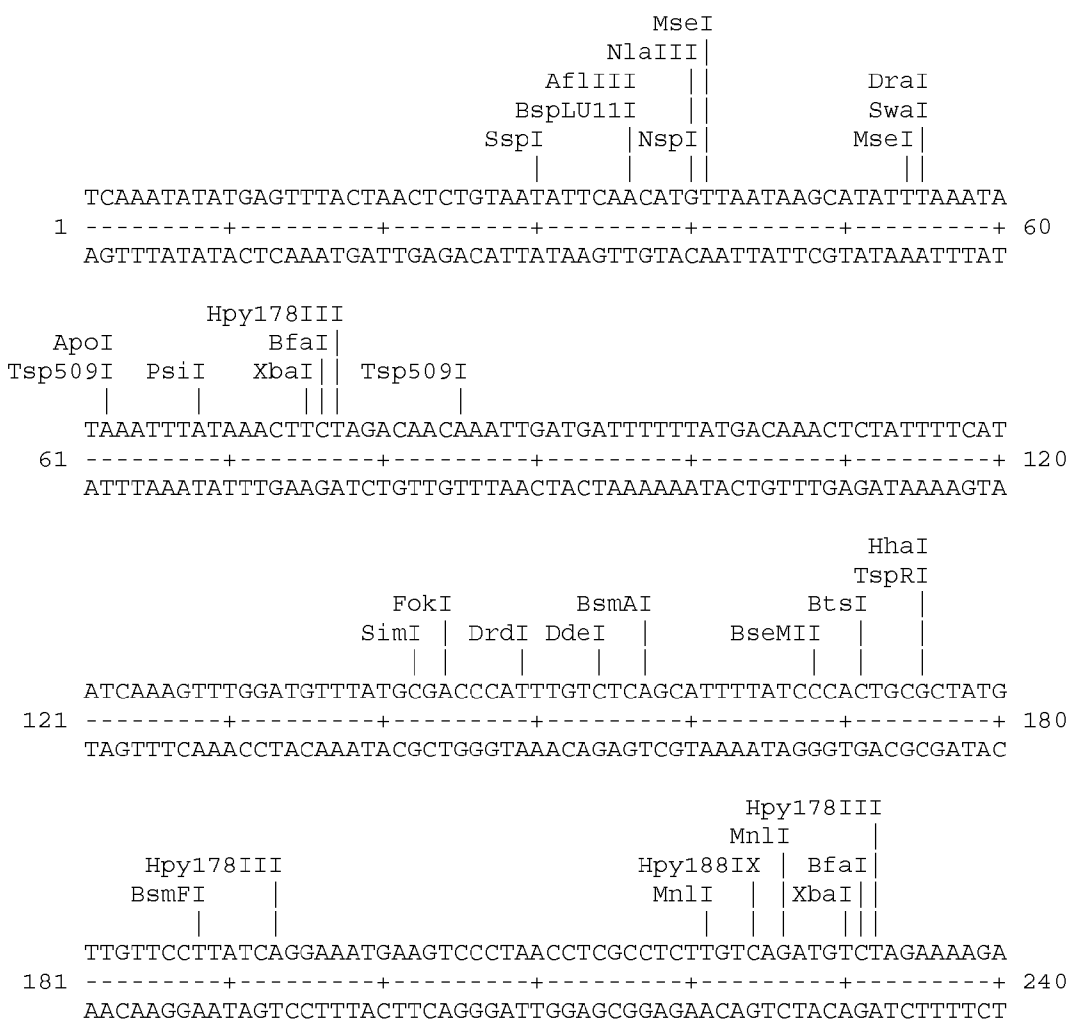 MseI
NlaIII|
AflIII || DraI
BspLU11I || SwaI
SspI | NspI|| MseI|
| | || ||
TCAAATATATGAGTTTACTAACTCTGTAATATTCAACATGTTAATAAGCATATTTAAATA
1 ---------+---------+---------+---------+---------+---------+ 60
AGTTTATATACTCAAATGATTGAGACATTATAAGTTGTACAATTATTCGTATAAATTTAT
Hpy178III
ApoI BfaI|
Tsp509I PsiI XbaI|| Tsp509I
| | ||| |
TAAATTTATAAACTTCTAGACAACAAATTGATGATTTTTTATGACAAACTCTATTTTCAT
61 ---------+---------+---------+---------+---------+---------+ 120
ATTTAAATATTTGAAGATCTGTTGTTTAACTACTAAAAAATACTGTTTGAGATAAAAGTA
HhaI
TspRI
FokI BsmAI BtsI |
SimI | DrdI DdeI | BseMII | |
| | | | | | | |
ATCAAAGTTTGGATGTTTATGCGACCCATTTGTCTCAGCATTTTATCCCACTGCGCTATG
121 ---------+---------+---------+---------+---------+---------+ 180
TAGTTTCAAACCTACAAATACGCTGGGTAAACAGAGTCGTAAAATAGGGTGACGCGATAC
Hpy178III
MnlI |
Hpy178III Hpy188IX | BfaI|
BsmFI | MnlI | | XbaI||
| | | | | |||
TTGTTCCTTATCAGGAAATGAAGTCCCTAACCTCGCCTCTTGTCAGATGTCTAGAAAAGA
181 ---------+---------+---------+---------+---------+---------+ 240
AACAAGGAATAGTCCTTTACTTCAGGGATTGGAGCGGAGAACAGTCTACAGATCTTTTCT